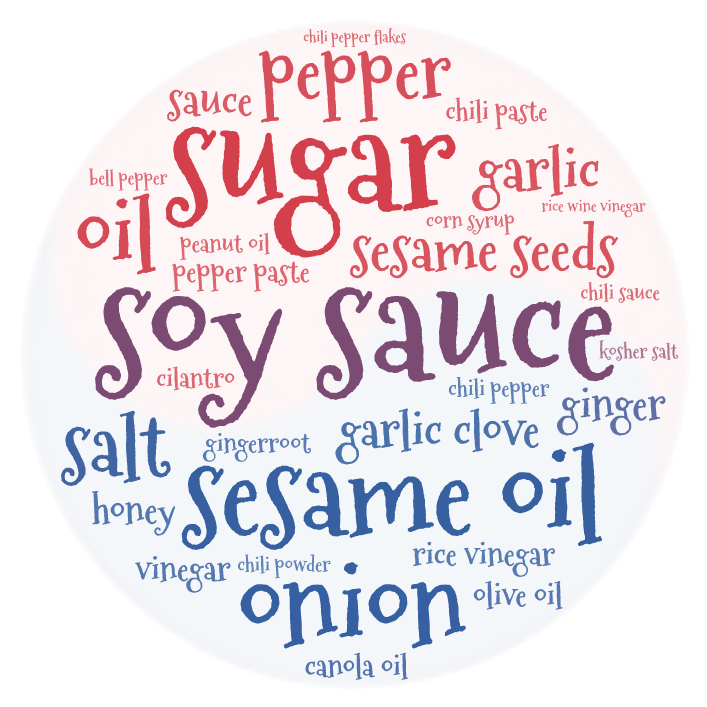 chili pepper flakes
pepper
sauce
chili paste
sugar
garlic
bell pepper
rice wine vinegar
oil
corn syrup
peanut oil
sesame seeds
pepper paste
chili sauce
soy sauce
kosher salt
cilantro
chili pepper
ginger
salt
garlic clove
gingerroot
sesame oil
honey
rice vinegar
vinegar
chili powder
onion
olive oil
canola oil